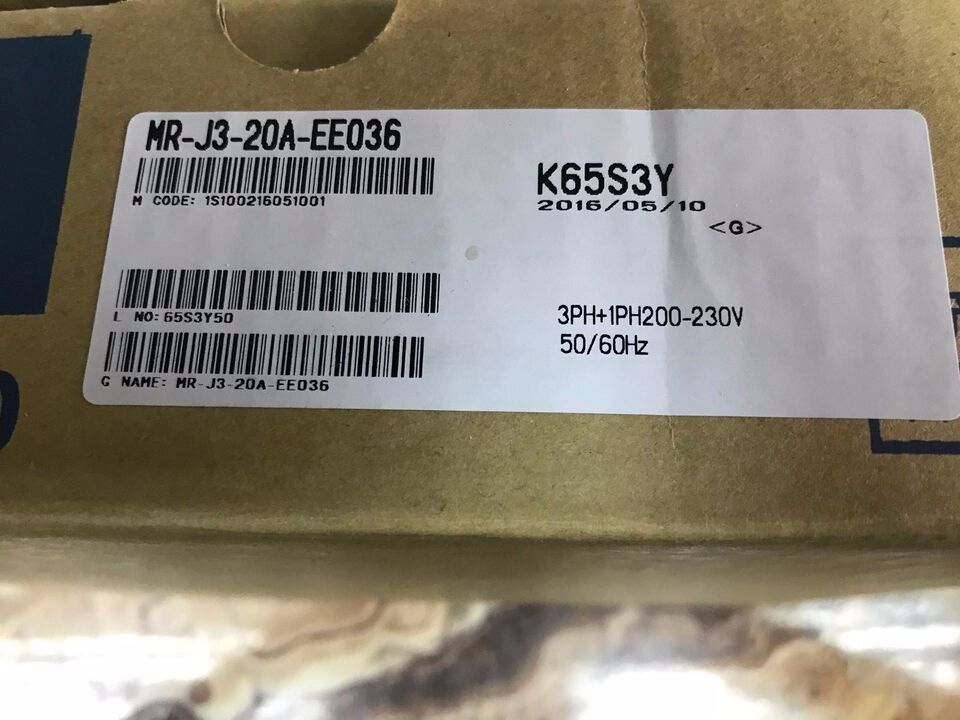 MR-J3-20A-EE036
M CODE: 1S100216051001
K65S3Y
2016/05/10
<G>
L NO: 65S3Y50
G NAME: MR-J3-20A-EE036
3PH+1PH200-230V
50/60Hz